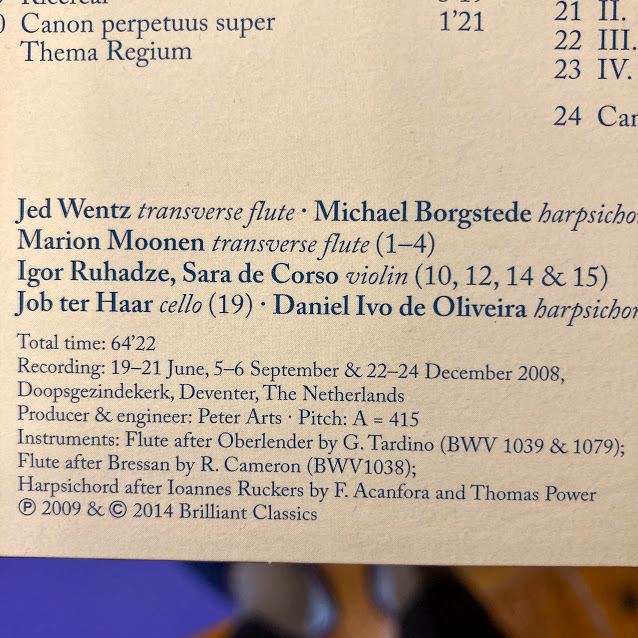 Ricercar
Canon perpetuus super 1’21
Thema Regium
21 II.
22 III.
23 IV.
24
Jed Wentz transverse flute · Michael Borgstede
Marion Moonen transverse flute (1–4)
Igor Ruhadze, Sara de Corso violin (10, 12, 14 & 15)
Job ter Haar cello (19) · Daniel Ivo de Oliveira
Total time: 64’22
Recording: 19–21 June, 5–6 September & 22–24 December 2008,
Doopsgezindekerk, Deventer, The Netherlands
Producer & engineer: Peter Arts · Pitch: A = 415
Instruments: Flute after Oberlender by G. Tardino (BWV 1039 & 1079);
Flute after Bressan by R. Cameron (BWV1038);
Harpsichord after Ioannes Ruckers by F. Acanfora and Thomas Power
℗ 2009 & © 2014 Brilliant Classics